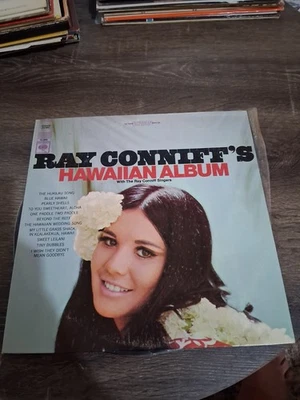 RAY CONNIFF'S
HAWAIIAN ALBUM
With The Ray Conniff Singers
THE HUKILAU SONG
BLUE HAWAII
PEARLY SHELLS
TO YOU SWEETHEART, ALOHA
ONE PADDLE TWO PADDLE
BEYOND THE REEF
THE HAWAIIAN WEDDING SONG
MY LITTLE GRASS SHACK
IN KEALAKEKUA, HAWAII
SWEET LEILANI
TINY BUBBLES
I WISH THEY DIDN'T
MEAN GOODBYE